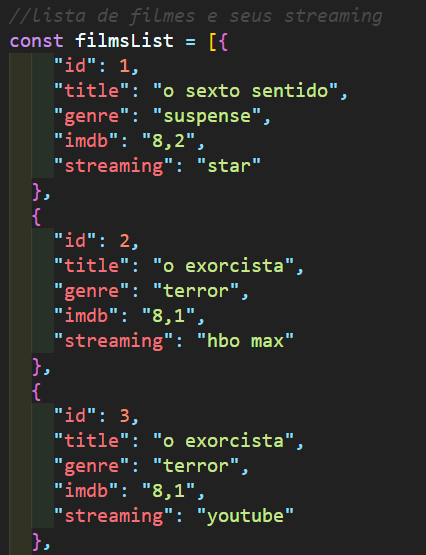 //lista de filmes e seus streaming
const filmsList = [{
"id": 1,
"title": "o sexto sentido",
"genre": "suspense",
"imdb": "8,2",
"streaming": "star"
},
{
"id": 2,
"title": "o exorcista",
"genre": "terror",
"imdb": "8,1",
"streaming": "hbo max"
},
{
"id": 3,
"title": "o exorcista",
"genre": "terror",
"imdb": "8,1",
"streaming": "youtube"
},